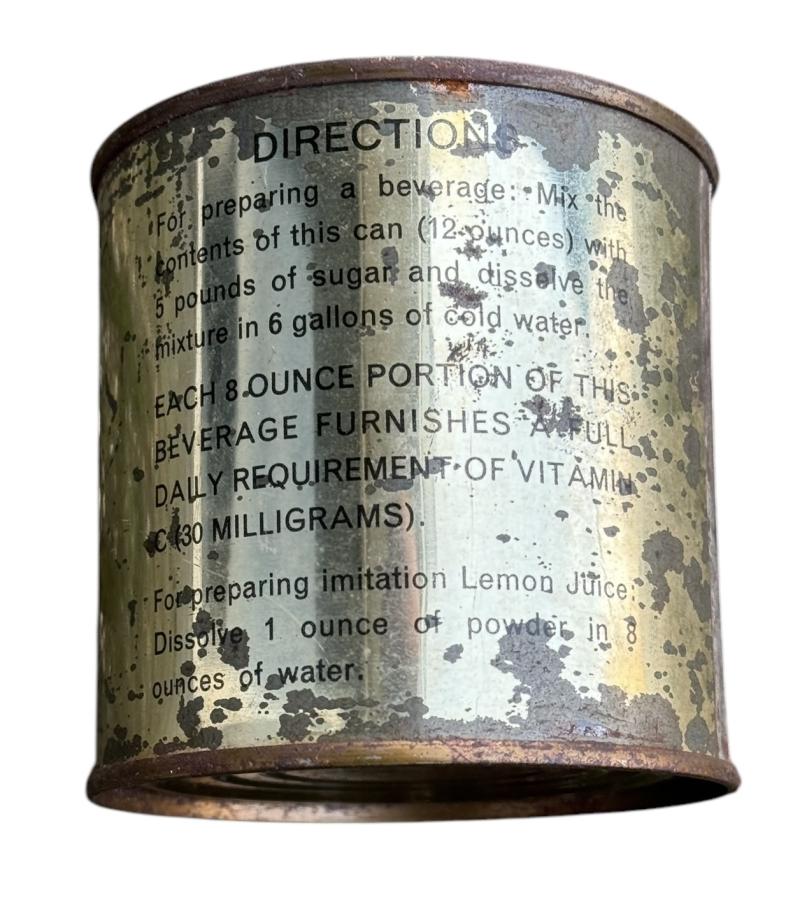 DIRECTIONS
For preparing a beverage: Mix the
contents of this can (12 ounces) with
5 pounds of sugar and dissolve the
mixture in 6 gallons of cold water.
EACH 8 OUNCE PORTION OF THIS
BEVERAGE FURNISHES A FULL
DAILY REQUIREMENT OF VITAMIN
C (30 MILLIGRAMS).
For preparing imitation Lemon Juice:
Dissolve 1 ounce of powder in 8
ounces of water.